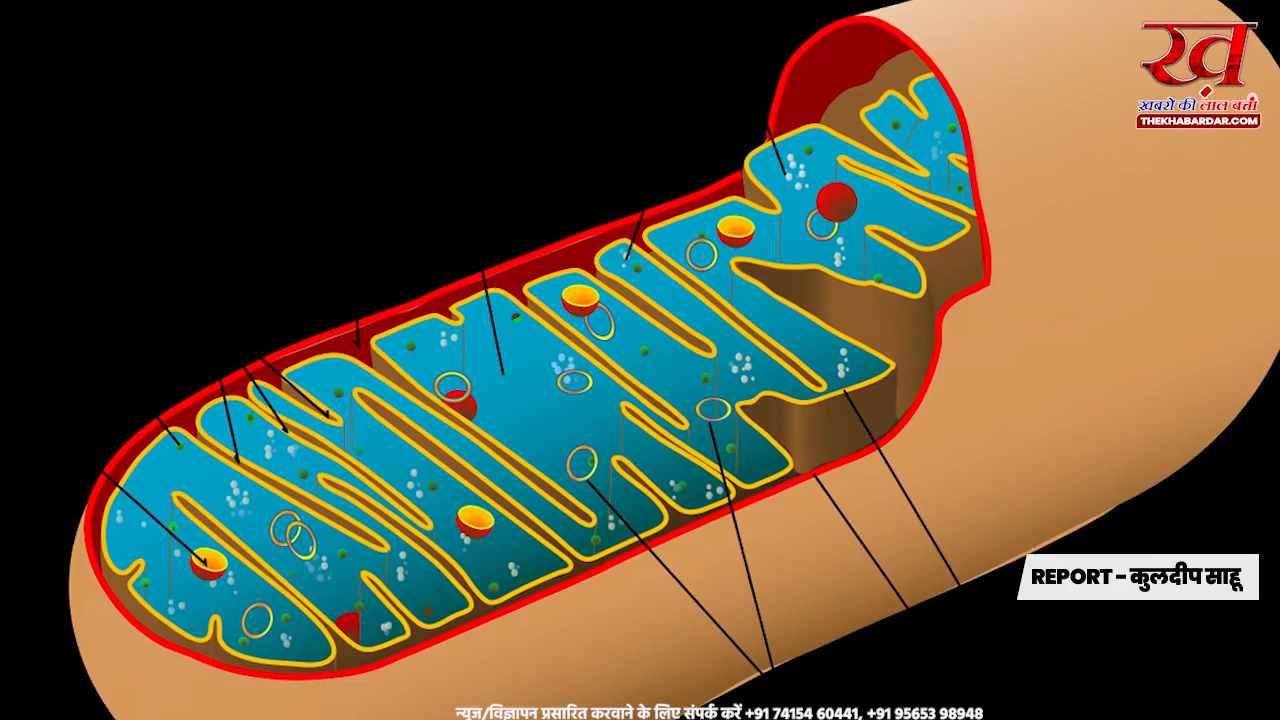 ख़
ख़बरों की लाल बत्ती
THEKHABARDAR.COM
REPORT - कुलदीप साहू
न्यूज/विज्ञापन प्रसारित करवाने के लिए संपर्क करें +91 74154 60441, +91 95653 98948